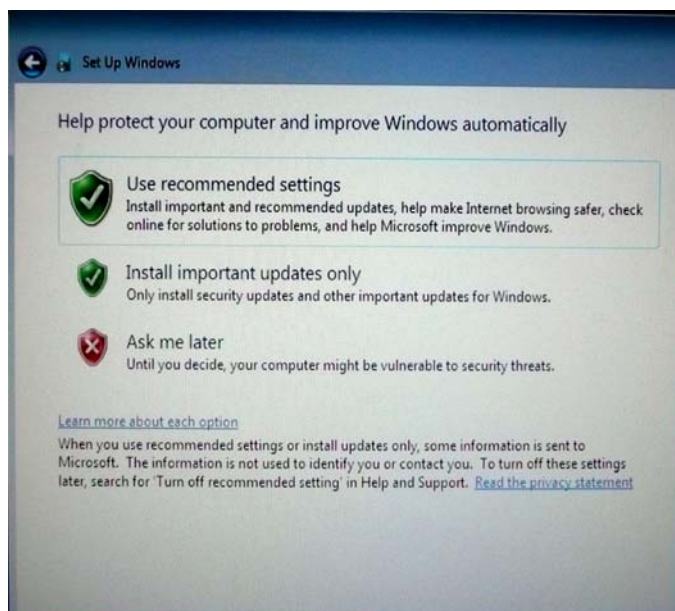 Set Up Windows
Help protect your computer and improve Windows automatically
Use recommended settings
Install important and recommended updates, help make Internet browsing safer, check
online for solutions to problems, and help Microsoft improve Windows.
Install important updates only
Only install security updates and other important updates for Windows.
Ask me later
Until you decide, your computer might be vulnerable to security threats.
Learn more about each option
When you use recommended settings or install updates only, some information is sent to
Microsoft. The information is not used to identify you or contact you. To turn off these settings
later, search for 'Turn off recommended setting' in Help and Support. Read the privacy statement